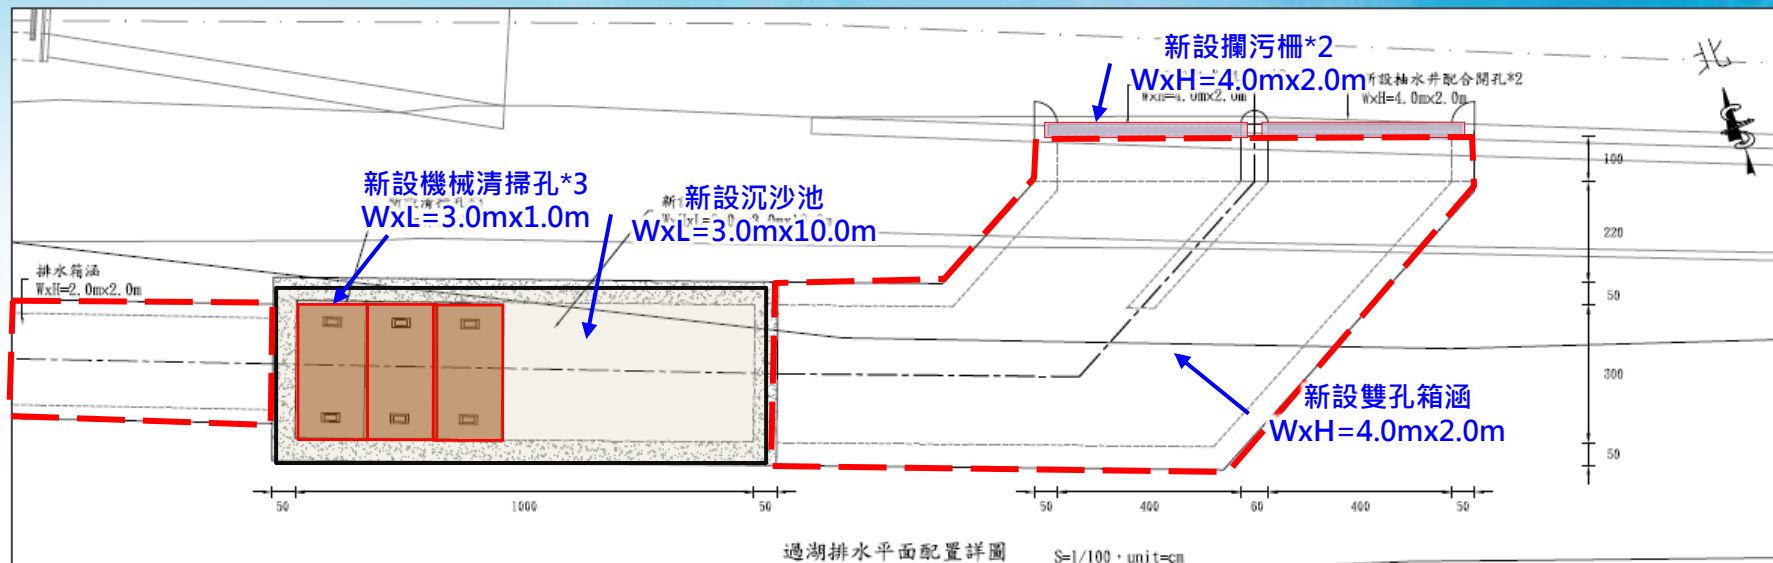 新設攔污柵*2
WxH=4.0mx2.0m
新設抽水井配合開孔*2
WxH=4.0mx2.0m
WxH=4.0mx2.0m
北
新設機械清掃孔*3
WxL=3.0mx1.0m
新設沉沙池
WxL=3.0mx10.0m
排水箱涵
WxH=2.0mx2.0m
新設雙孔箱涵
WxH=4.0mx2.0m
100
220
50
300
50
50
1000
50
50
400
60
400
50
過湖排水平面配置詳圖
S=1/100，unit=cm